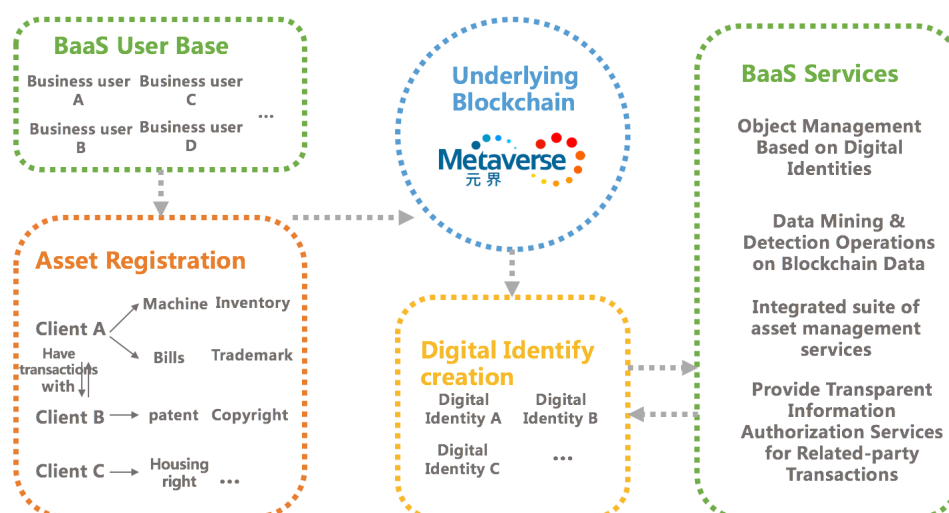 BaaS User Base
Business user
A
Business user
C
Business user
B
Business user
D
...
Underlying
Blockchain
Metaverse
元界
BaaS Services
Object Management
Based on Digital
Identities
Data Mining &
Detection Operations
on Blockchain Data
Integrated suite of
asset management
services
Provide Transparent
Information
Authorization Services
for Related-party
Transactions
Asset Registration
Client A
Machine
Inventory
Bills
Trademark
Have
transactions
with
Client B
patent
Copyright
Client C
Housing
right
...
Digital Identify
creation
Digital
Identity A
Digital
Identity B
Digital
Identity C
...